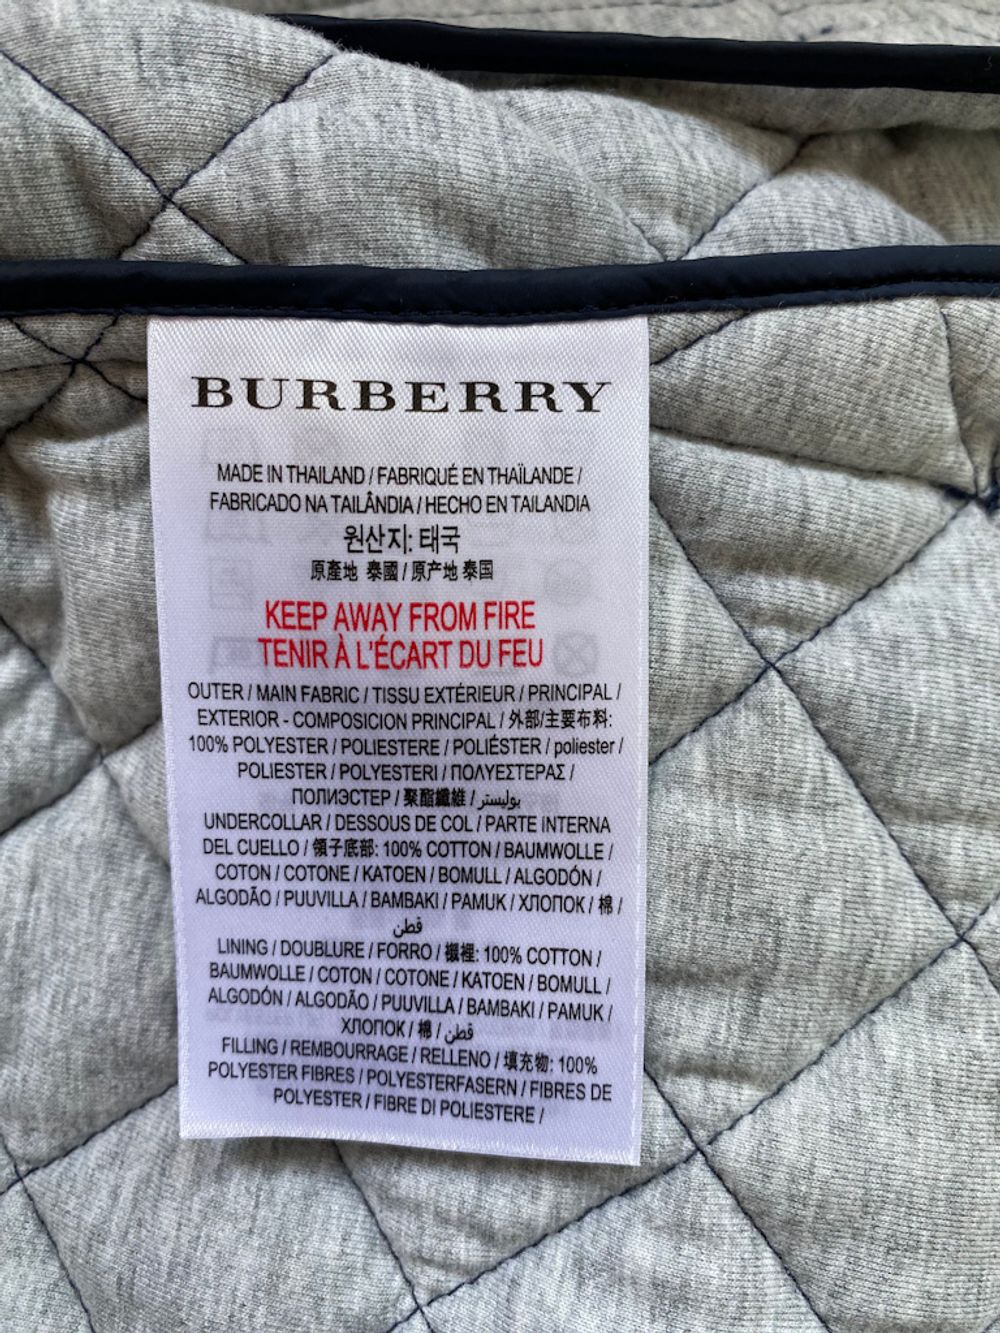 BURBERRY
MADE IN THAILAND / FABRIQUÉ EN THAÏLANDE /
FABRICADO NA TAILÂNDIA / HECHO EN TAILANDIA
원산지: 태국
原產地 泰國 / 原产地 泰国
KEEP AWAY FROM FIRE
TENIR À L'ÉCART DU FEU
OUTER / MAIN FABRIC / TISSU EXTÉRIEUR / PRINCIPAL /
EXTERIOR - COMPOSICION PRINCIPAL / 外部/主要布料:
100% POLYESTER / POLIESTERE / POLIÉSTER / poliester /
POLIESTER / POLYESTERI / ΠΟΛΥΕΣΤΕΡΑΣ /
ПОЛИЭСТЕР / 聚酯纖維 / بوليستر
UNDERCOLLAR / DESSOUS DE COL / PARTE INTERNA
DEL CUELLO / 領子底部: 100% COTTON / BAUMWOLLE /
COTON / COTONE / KATOEN / BOMULL / ALGODÓN /
ALGODÃO / PUUVILLA / BAMBAKI / PAMUK / ХЛОПОК / 棉 /
قطن
LINING / DOUBLURE / FORRO / 襯裡: 100% COTTON /
BAUMWOLLE / COTON / COTONE / KATOEN / BOMULL /
ALGODÓN / ALGODÃO / PUUVILLA / BAMBAKI / PAMUK /
ХЛОПОК / 棉 / قطن
FILLING / REMBOURRAGE / RELLENO / 填充物: 100%
POLYESTER FIBRES / POLYESTERFASERN / FIBRES DE
POLYESTER / FIBRE DI POLIESTERE /